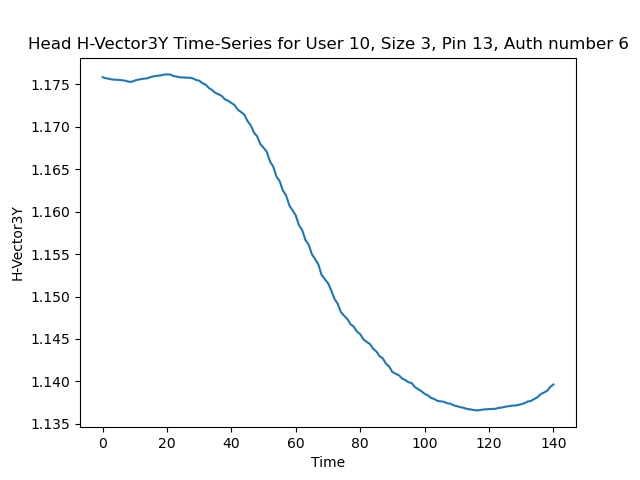 Head H-Vector3Y Time-Series for User 10, Size 3, Pin 13, Auth number 6
1.175
1.170
1.165
1.160
1.155
1.150
1.145
1.140
1.135
H-Vector3Y
0 20 40 60 80 100 120 140
Time